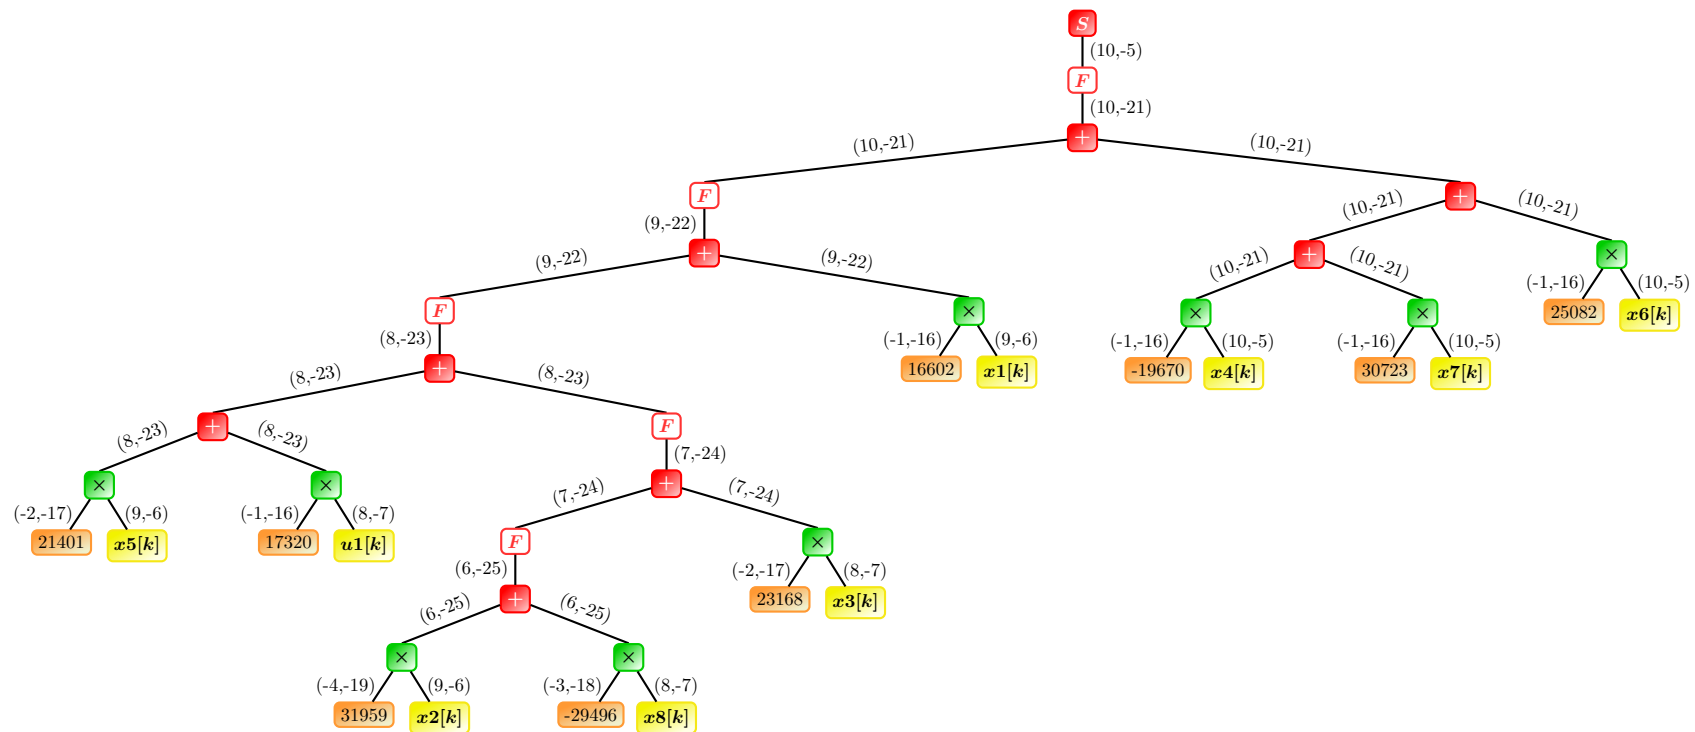 S
(10,-5)
F
(10,-21)
+
(10,-21) (10,-21)
F +
(9,-22) (10,-21) (10,-21)
+ + ×
(9,-22) (9,-22) (10,-21) (10,-21) (-1,-16) (10,-5)
F × × × 25082 x6[k]
(8,-23) (-1,-16) (9,-6) (-1,-16) (10,-5) (-1,-16) (10,-5)
+ 16602 x1[k] -19670 x4[k] 30723 x7[k]
(8,-23) (8,-23)
+ F
(8,-23) (8,-23) (7,-24)
× × +
(-2,-17) (9,-6) (-1,-16) (8,-7) (7,-24) (7,-24)
21401 x5[k] 17320 u1[k] F ×
(6,-25) (-2,-17) (8,-7)
+ 23168 x3[k]
(6,-25) (6,-25)
× ×
(-4,-19) (9,-6) (-3,-18) (8,-7)
31959 x2[k] -29496 x8[k]